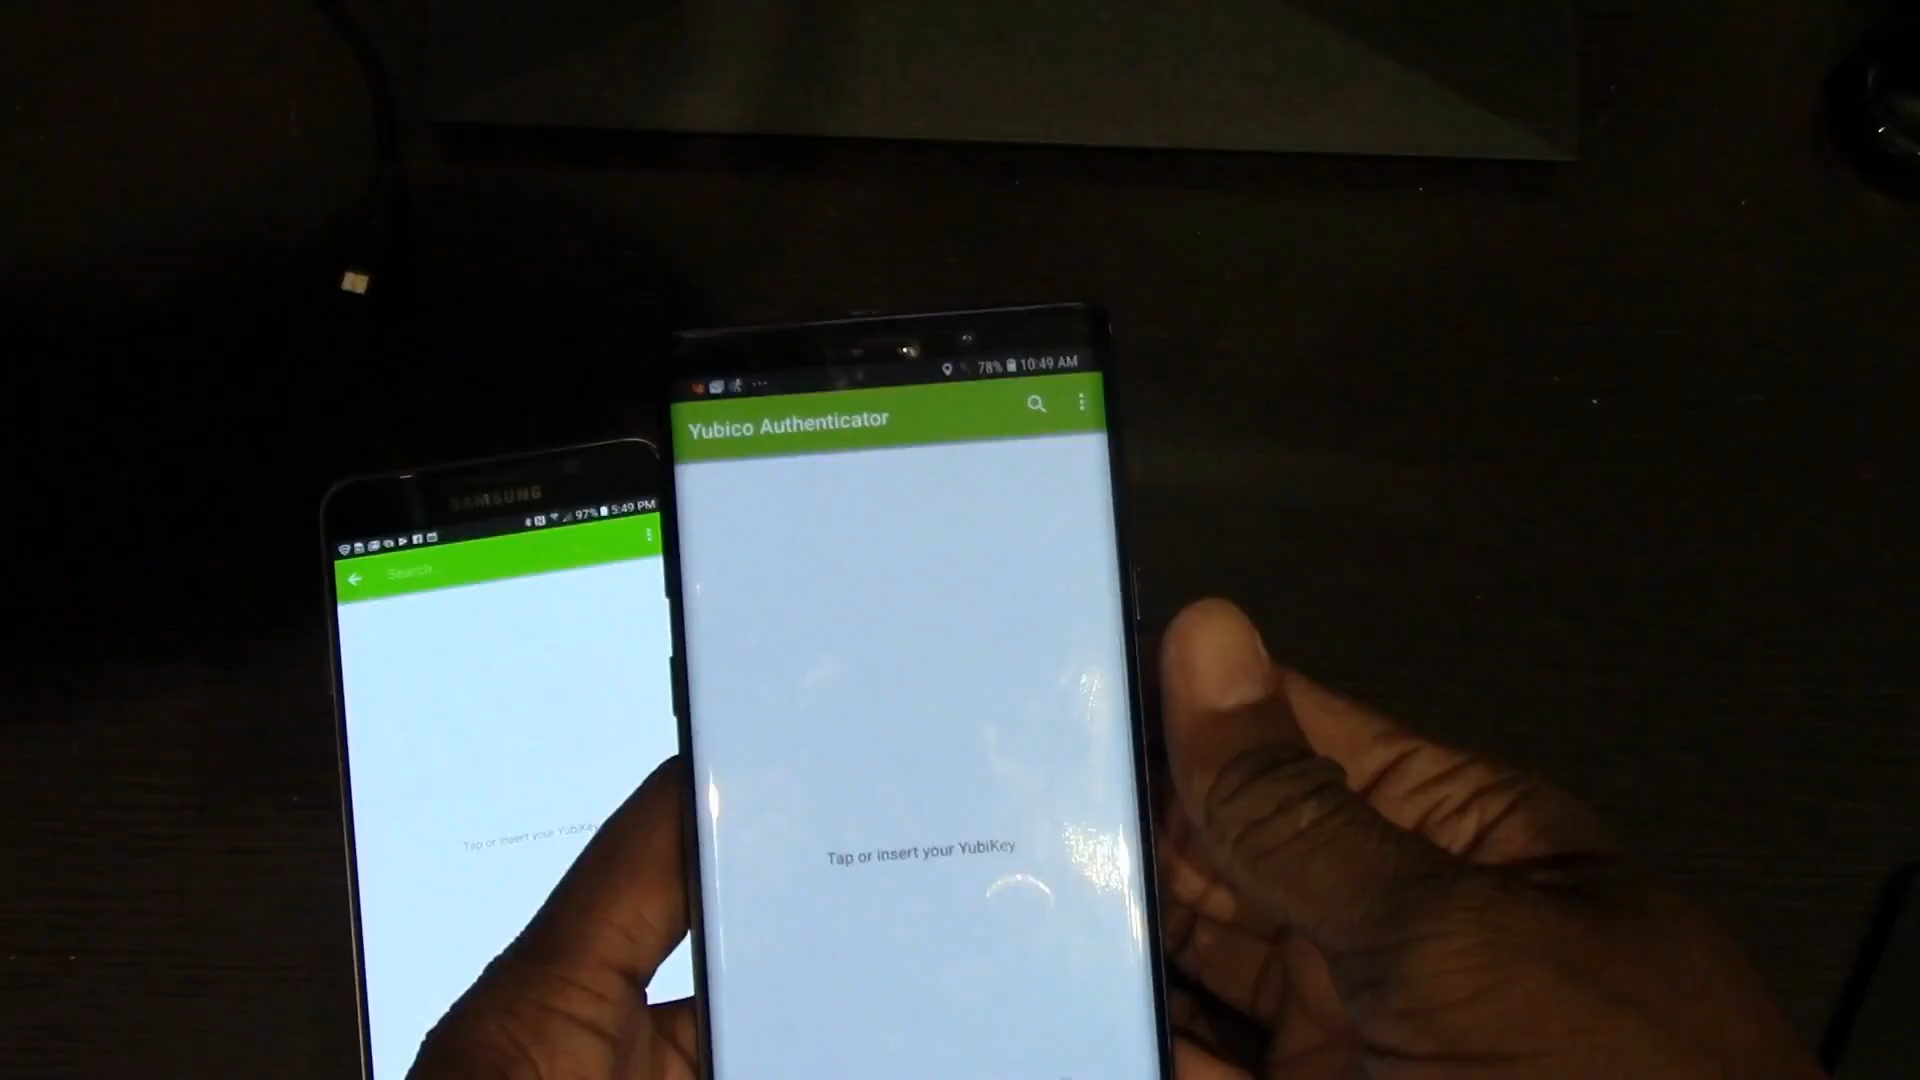 78% 10:49 AM
Yubico Authenticator
Tap or insert your YubiKey
SAMSUNG
97% 5:49 PM
Search
Tap or insert your YubiKey